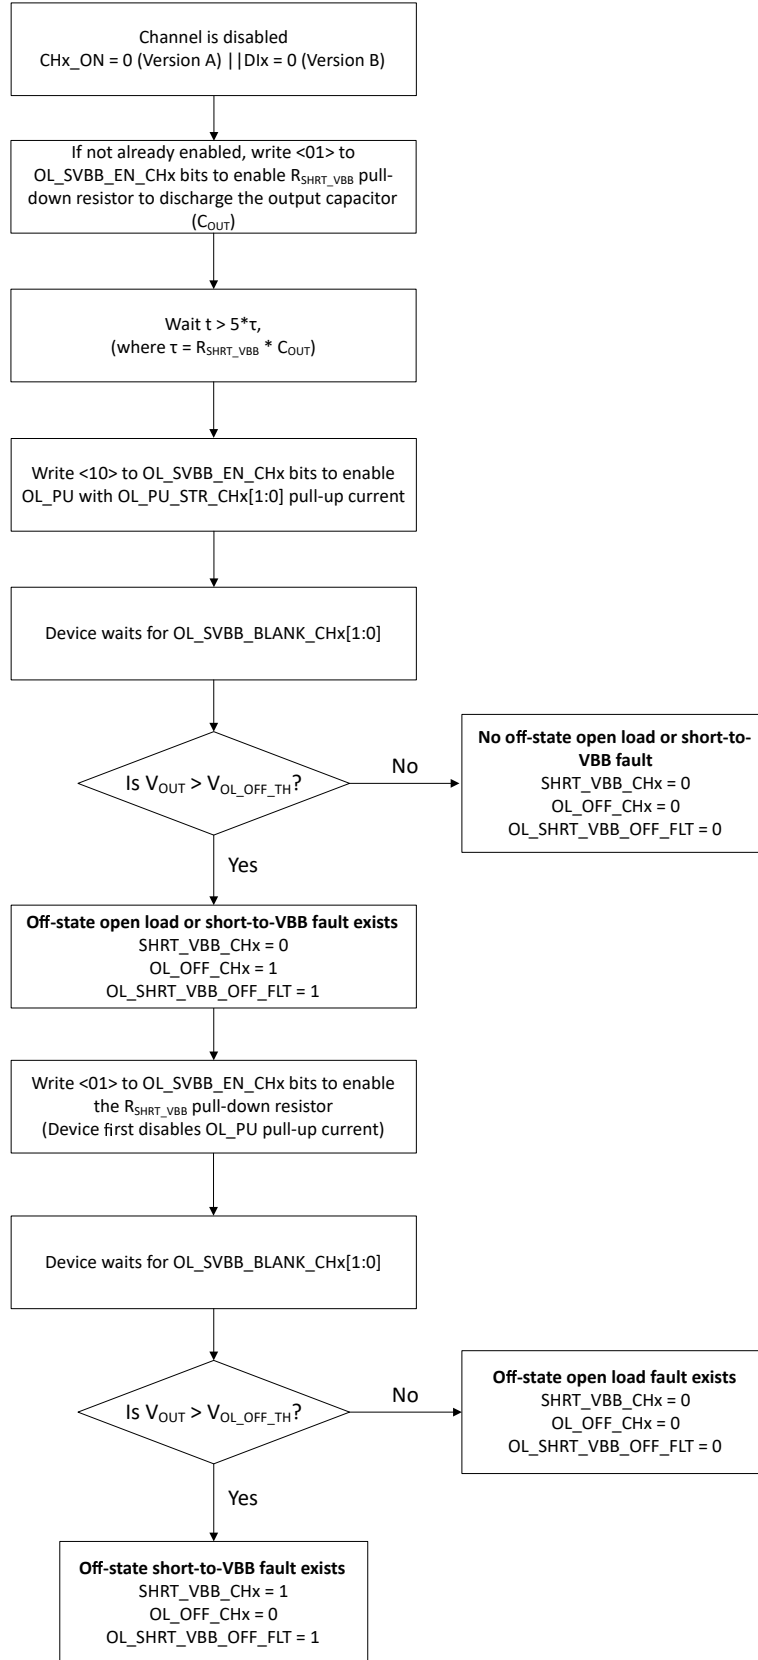 Channel is disabled
CHx_ON = 0 (Version A) ||DIx = 0 (Version B)
If not already enabled, write <01> to
OL_SVBB_EN_CHx bits to enable RSHRT_VBB pull-
down resistor to discharge the output capacitor
(COUT)
Wait t > 5*τ,
(where τ = RSHRT_VBB * COUT)
Write <10> to OL_SVBB_EN_CHx bits to enable
OL_PU with OL_PU_STR_CHx[1:0] pull-up current
Device waits for OL_SVBB_BLANK_CHx[1:0]
Is VOUT > VOL_OFF_TH?
No
No off-state open load or short-to-
VBB fault
SHRT_VBB_CHx = 0
OL_OFF_CHx = 0
OL_SHRT_VBB_OFF_FLT = 0
Yes
Off-state open load or short-to-VBB fault exists
SHRT_VBB_CHx = 0
OL_OFF_CHx = 1
OL_SHRT_VBB_OFF_FLT = 1
Write <01> to OL_SVBB_EN_CHx bits to enable
the RSHRT_VBB pull-down resistor
(Device first disables OL_PU pull-up current)
Device waits for OL_SVBB_BLANK_CHx[1:0]
Is VOUT > VOL_OFF_TH?
No
Off-state open load fault exists
SHRT_VBB_CHx = 0
OL_OFF_CHx = 0
OL_SHRT_VBB_OFF_FLT = 0
Yes
Off-state short-to-VBB fault exists
SHRT_VBB_CHx = 1
OL_OFF_CHx = 0
OL_SHRT_VBB_OFF_FLT = 1